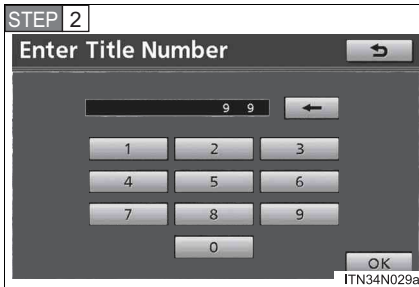 STEP 2
Enter Title Number
9 9
1 2 3
4 5 6
7 8 9
0
OK
ITN34N029a